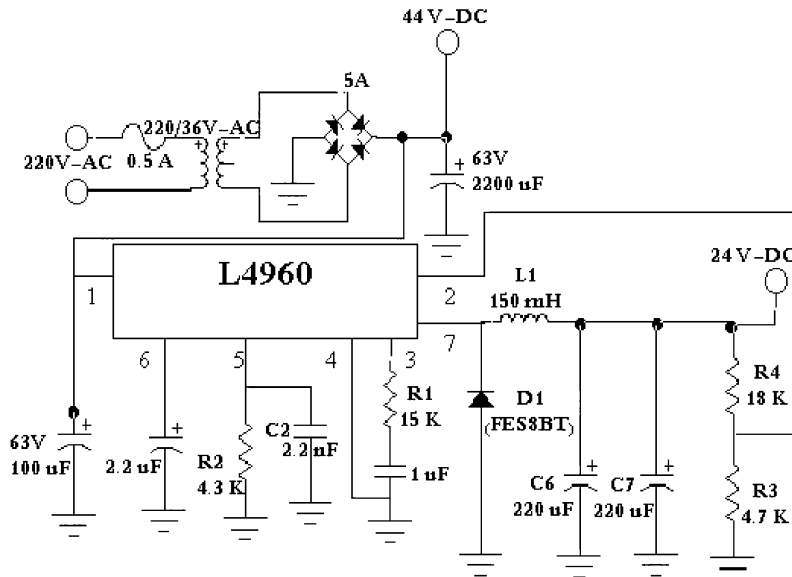 44 V-DC
5A
220/36V-AC
63V
2200 uF
220V-AC
0.5 A
L4960
24 V-DC
L1
150 mH
1
2
7
6
5
4
3
R1
15 K
D1
(FES8BT)
R4
18 K
63V
100 uF
2.2 uF
R2
4.3 K
C2
2.2 nF
1 uF
C6
220 uF
C7
220 uF
R3
4.7 K